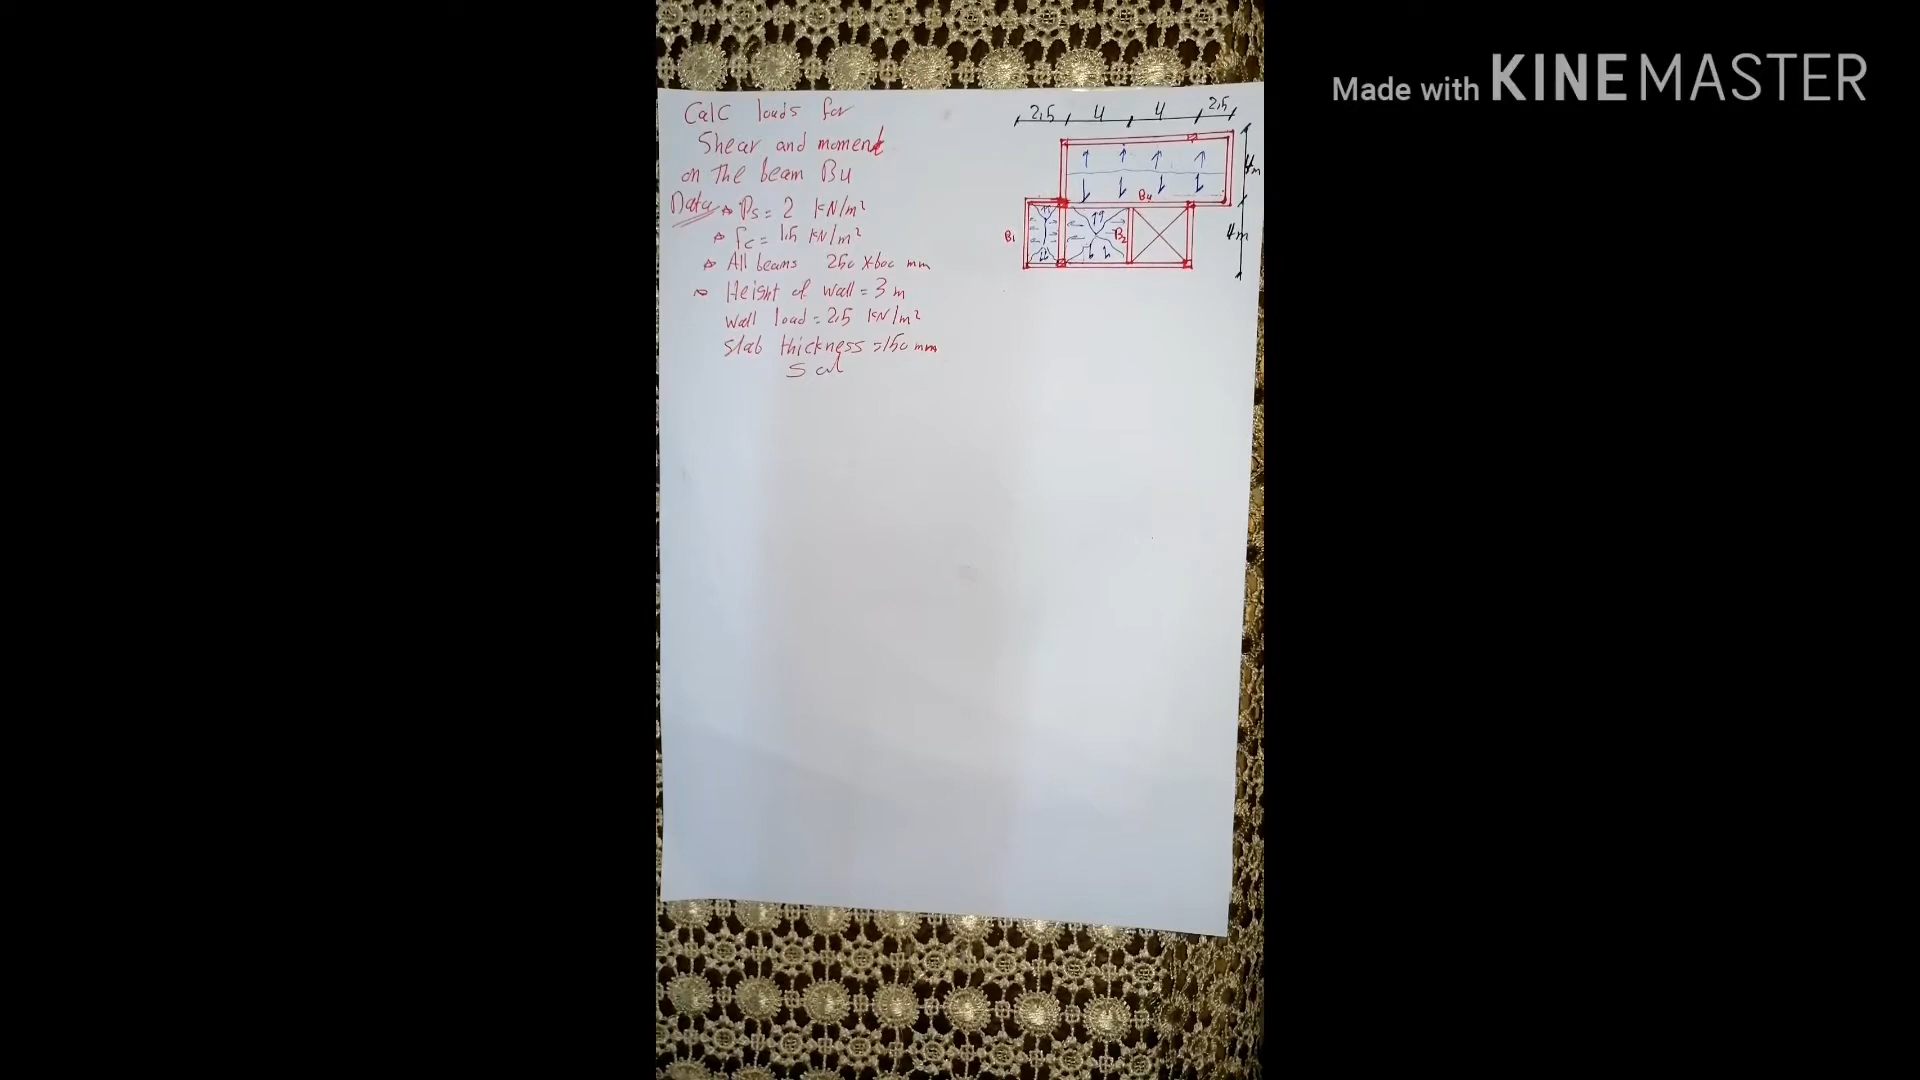 Made with KINEMASTER
Calc loads for
Shear and moment
on The beam B4
Data Ps = 2 KN/m²
Fc = 1.5 KN/m²
All beams 250 x 600 mm
Height of wall = 3 m
wall load = 2,5 KN/m²
Slab thickness = 150 mm
Sol
2,5 4 4 2,5
4m
B4
B1
B2
4m